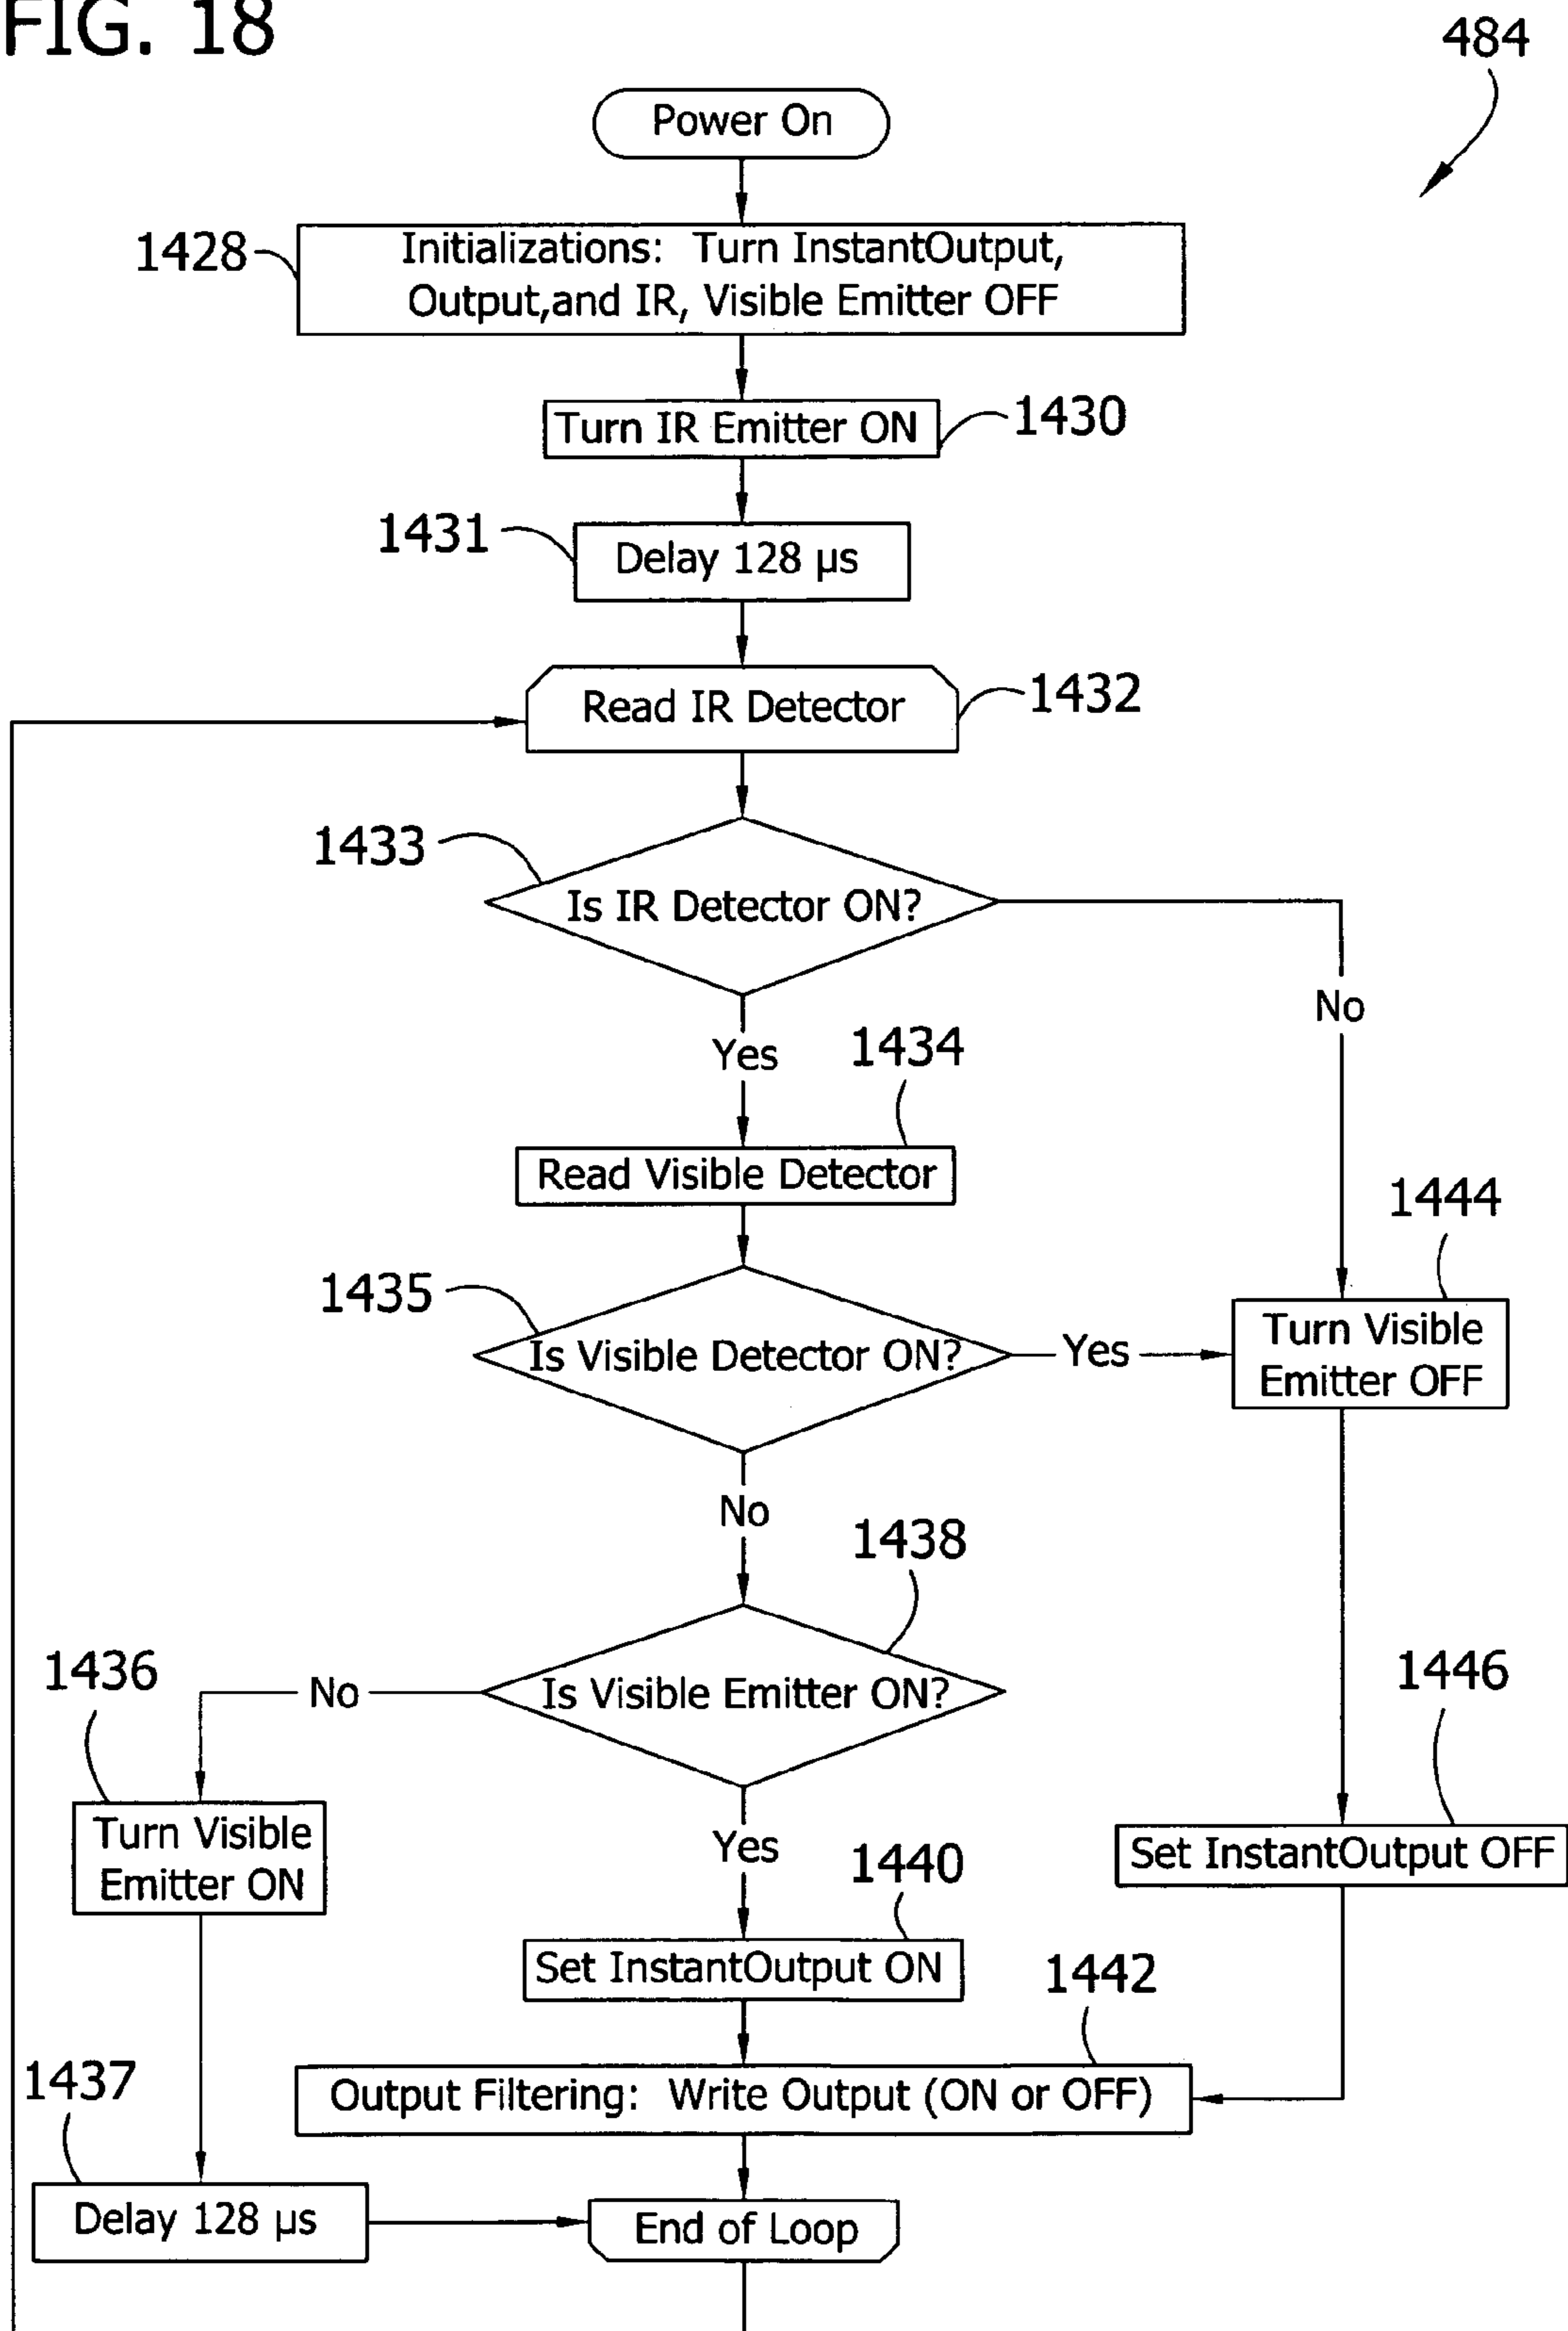 FIG. 18
484
Power On
1428
Initializations: Turn InstantOutput,
Output,and IR, Visible Emitter OFF
Turn IR Emitter ON
1430
1431
Delay 128 µs
Read IR Detector
1432
1433
Is IR Detector ON?
No
Yes
1434
Read Visible Detector
1444
1435
Is Visible Detector ON?
Yes
Turn Visible
Emitter OFF
No
1438
1436
No
Is Visible Emitter ON?
1446
Turn Visible
Emitter ON
Yes
1440
Set InstantOutput OFF
Set InstantOutput ON
1442
1437
Output Filtering: Write Output (ON or OFF)
Delay 128 µs
End of Loop